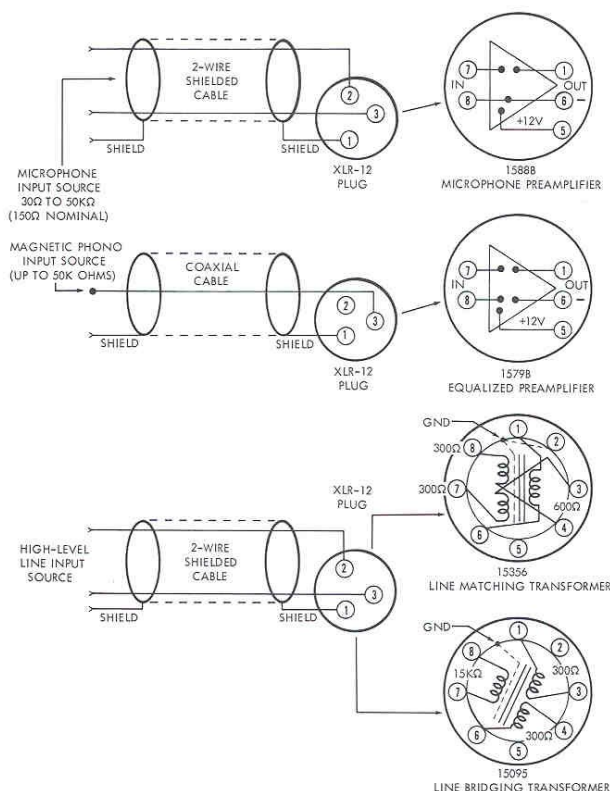 2-WIRE
SHIELDED
CABLE
2
3
1
SHIELD
SHIELD
XLR-12
PLUG
MICROPHONE
INPUT SOURCE
30Ω TO 50KΩ
(150Ω NOMINAL)
7
1
IN
OUT
8
6
−
+12V
5
1588B
MICROPHONE PREAMPLIFIER
MAGNETIC PHONO
INPUT SOURCE
(UP TO 50K OHMS)
COAXIAL
CABLE
2
3
1
SHIELD
SHIELD
XLR-12
PLUG
7
1
IN
OUT
8
6
−
+12V
5
1579B
EQUALIZED PREAMPLIFIER
HIGH-LEVEL
LINE INPUT
SOURCE
2-WIRE
SHIELDED
CABLE
SHIELD
SHIELD
XLR-12
PLUG
2
3
1
GND
1
8
2
300Ω
300Ω
7
3
600Ω
6
4
5
15356
LINE MATCHING TRANSFORMER
GND
1
8
2
15KΩ
300Ω
7
3
6
4
300Ω
5
15095
LINE BRIDGING TRANSFORMER